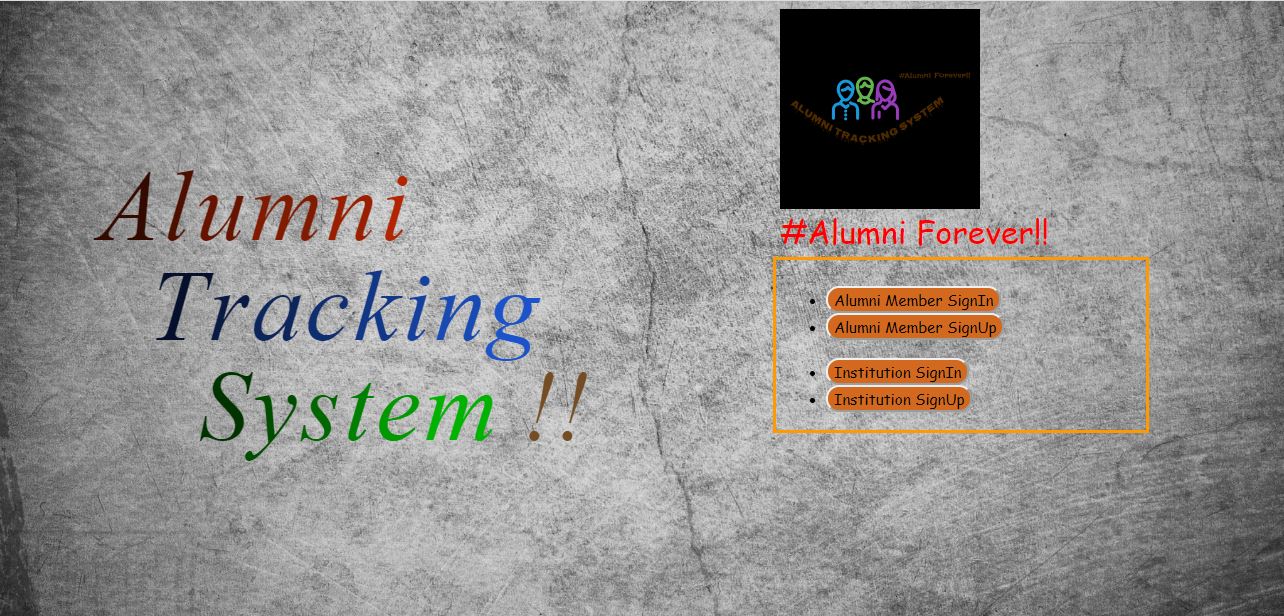 Alumni
Tracking
System !!
#Alumni Forever!!
ALUMNI TRACKING SYSTEM
#Alumni Forever!!
Alumni Member SignIn
Alumni Member SignUp
Institution SignIn
Institution SignUp